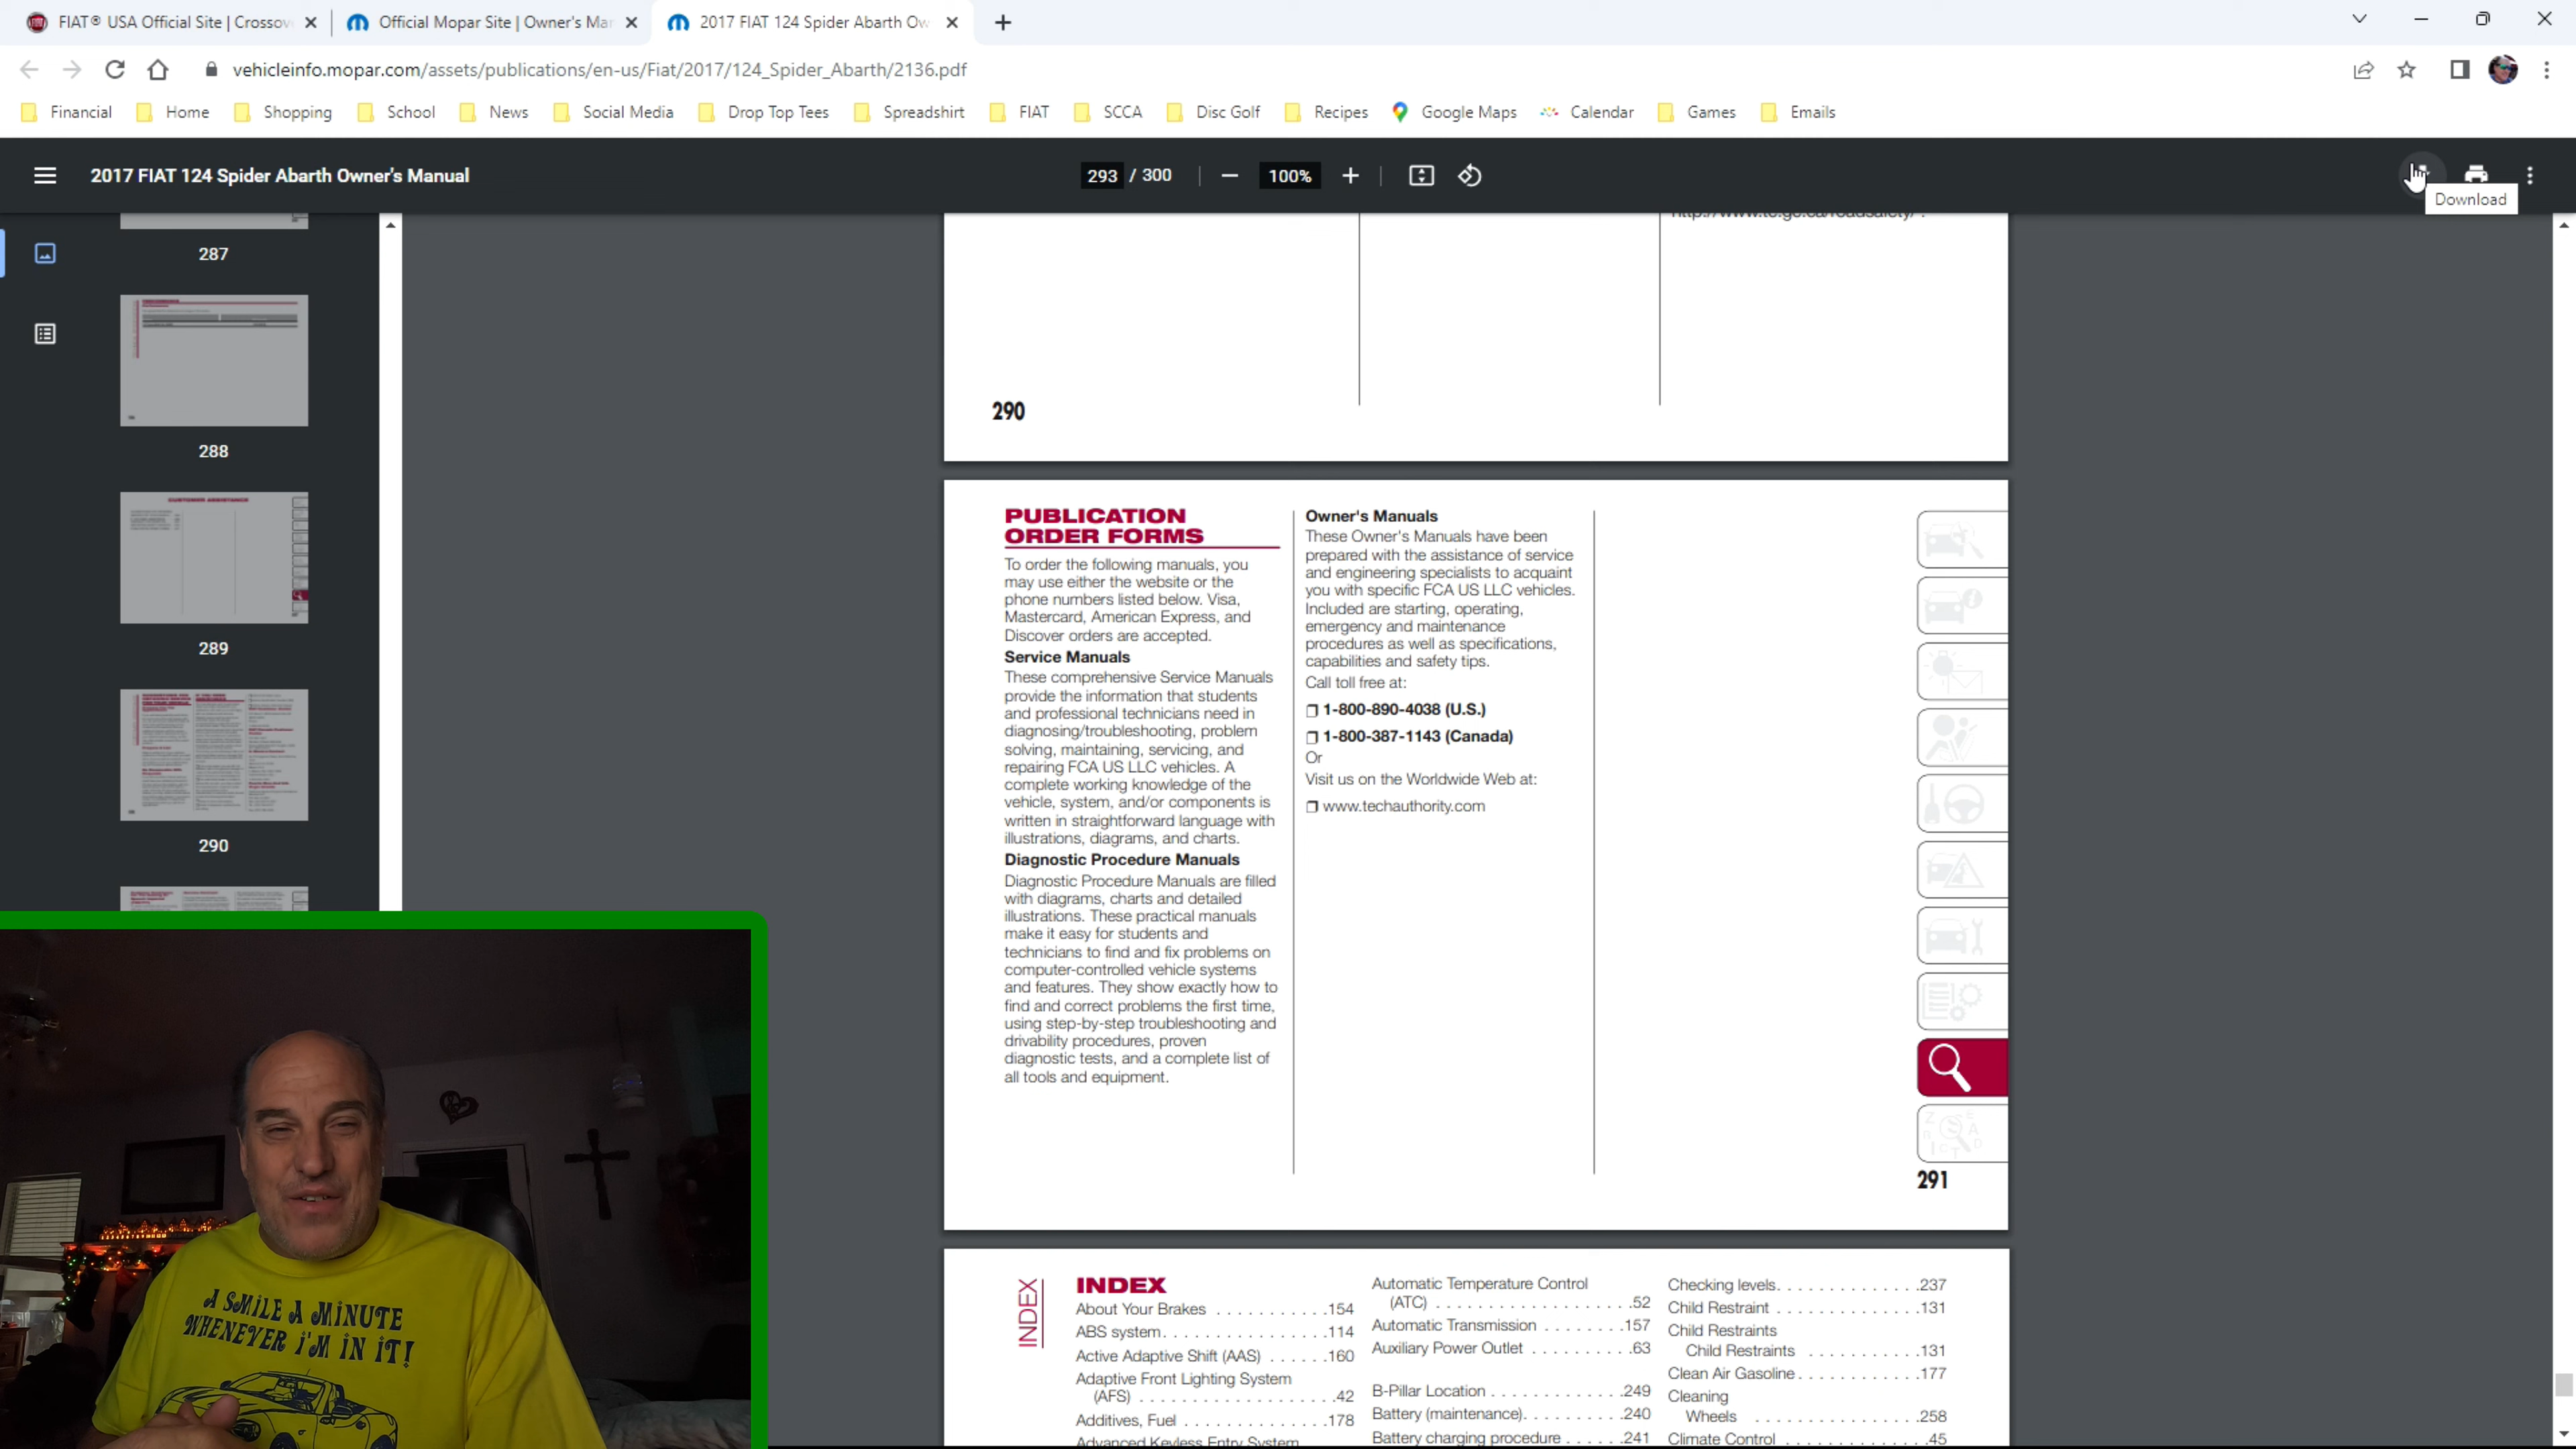 FIAT® USA Official Site | Crossov
Official Mopar Site | Owner's Ma
2017 FIAT 124 Spider Abarth Ow
vehicleinfo.mopar.com/assets/publications/en-us/Fiat/2017/124_Spider_Abarth/2136.pdf
Financial Home Shopping School News Social Media Drop Top Tees Spreadshirt FIAT SCCA Disc Golf Recipes Google Maps Calendar Games Emails
2017 FIAT 124 Spider Abarth Owner's Manual
293 / 300
100%
Download
287
288
CUSTOMER ASSISTANCE
289
290
290
PUBLICATION
ORDER FORMS
To order the following manuals, you
may use either the website or the
phone numbers listed below. Visa,
Mastercard, American Express, and
Discover orders are accepted.
Service Manuals
These comprehensive Service Manuals
provide the information that students
and professional technicians need in
diagnosing/troubleshooting, problem
solving, maintaining, servicing, and
repairing FCA US LLC vehicles. A
complete working knowledge of the
vehicle, system, and/or components is
written in straightforward language with
illustrations, diagrams, and charts.
Diagnostic Procedure Manuals
Diagnostic Procedure Manuals are filled
with diagrams, charts and detailed
illustrations. These practical manuals
make it easy for students and
technicians to find and fix problems on
computer-controlled vehicle systems
and features. They show exactly how to
find and correct problems the first time,
using step-by-step troubleshooting and
drivability procedures, proven
diagnostic tests, and a complete list of
all tools and equipment.
Owner's Manuals
These Owner's Manuals have been
prepared with the assistance of service
and engineering specialists to acquaint
you with specific FCA US LLC vehicles.
Included are starting, operating,
emergency and maintenance
procedures as well as specifications,
capabilities and safety tips.
Call toll free at:
❒ 1-800-890-4038 (U.S.)
❒ 1-800-387-1143 (Canada)
Or
Visit us on the Worldwide Web at:
❒ www.techauthority.com
291
INDEX
INDEX
About Your Brakes . . . . . . . . . . .154
ABS system. . . . . . . . . . . . . . . .114
Active Adaptive Shift (AAS) . . . . . .160
Adaptive Front Lighting System
(AFS) . . . . . . . . . . . . . . . . . . .42
Additives, Fuel . . . . . . . . . . . . . .178
Advanced Keyless Entry System
Automatic Temperature Control
(ATC) . . . . . . . . . . . . . . . . . . .52
Automatic Transmission . . . . . . . .157
Auxiliary Power Outlet . . . . . . . . . .63
B-Pillar Location . . . . . . . . . . . . .249
Battery (maintenance). . . . . . . . . .240
Battery charging procedure . . . . . .241
Checking levels. . . . . . . . . . . . . .237
Child Restraint . . . . . . . . . . . . . .131
Child Restraints
Child Restraints . . . . . . . . . . .131
Clean Air Gasoline. . . . . . . . . . . .177
Cleaning
Wheels . . . . . . . . . . . . . . . .258
Climate Control . . . . . . . . . . . . . .45
A SMILE A MINUTE
WHENEVER I'M IN IT!